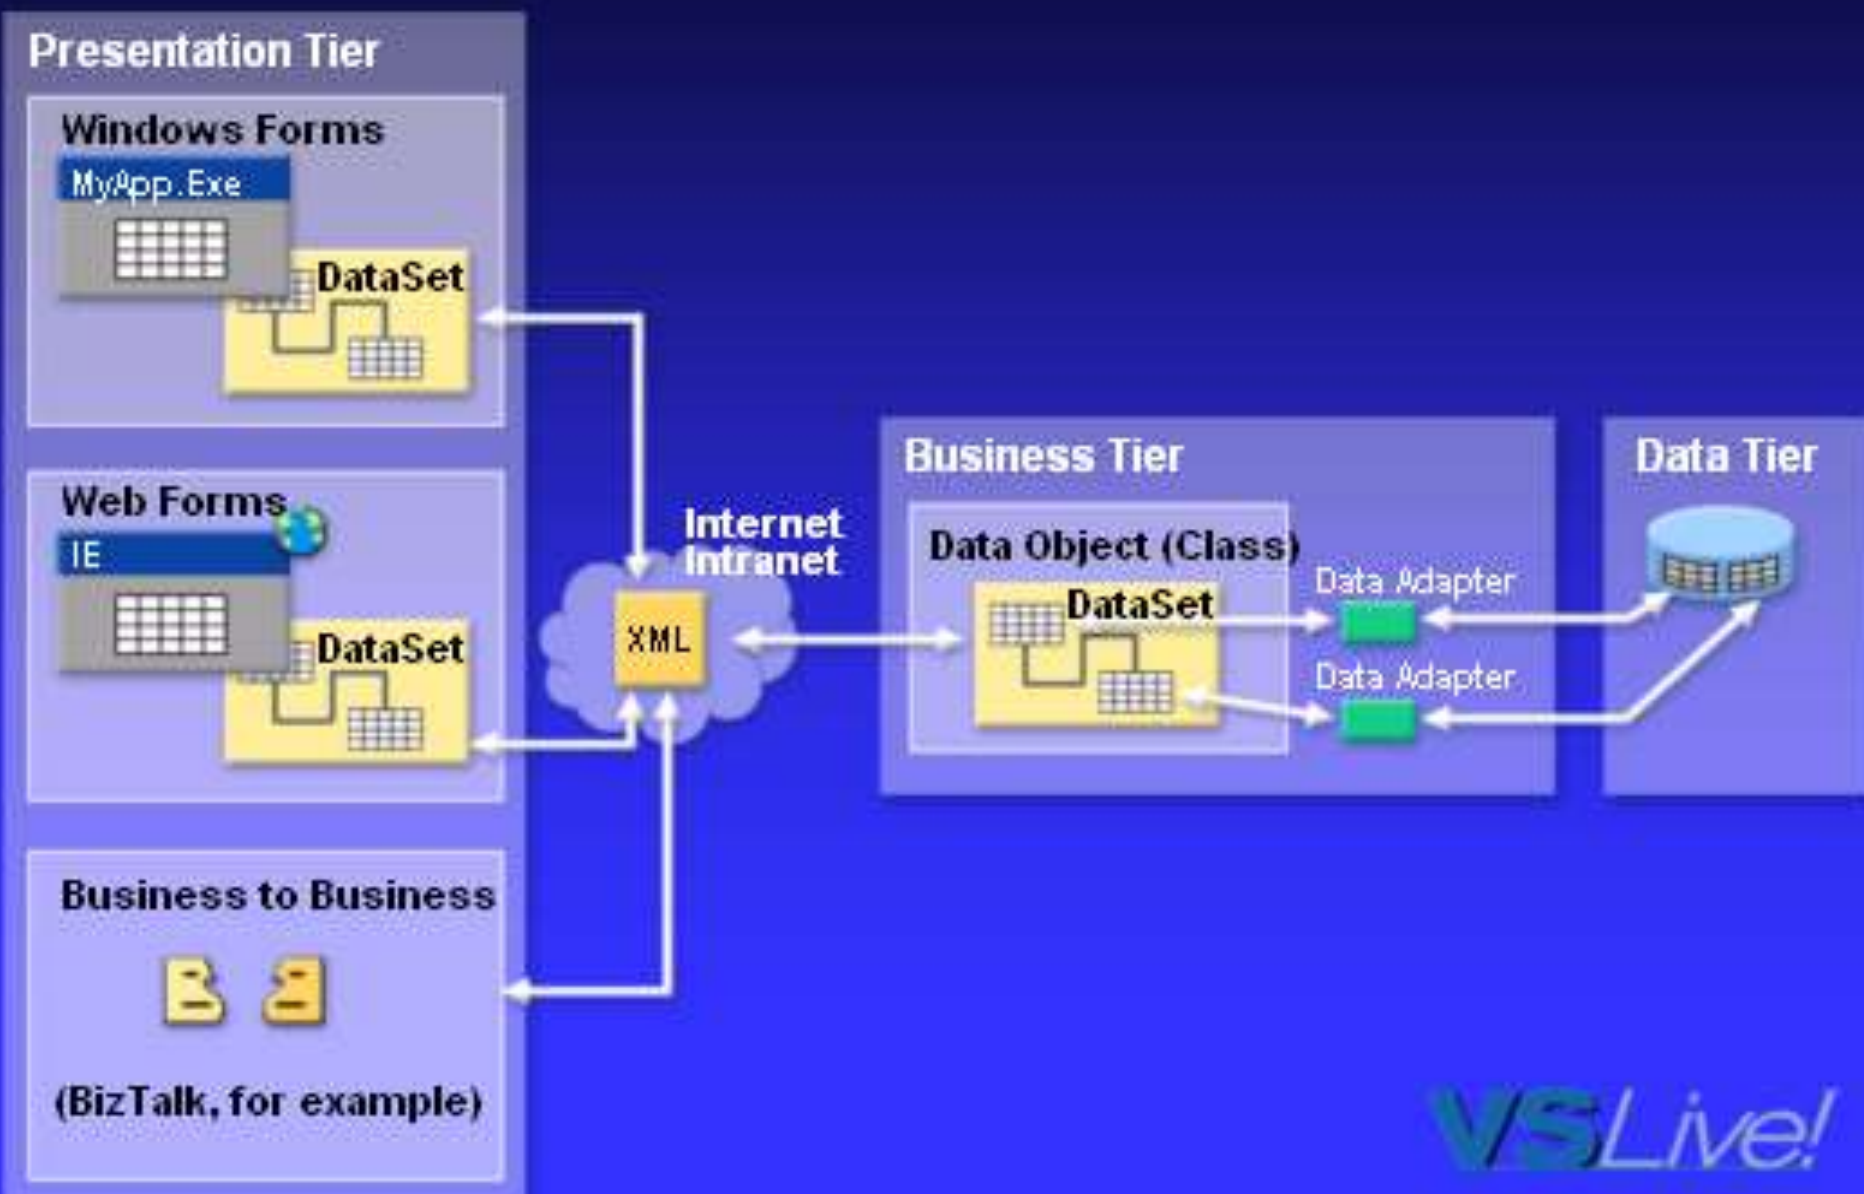 Presentation Tier
Windows Forms
MyApp.Exe
DataSet
Web Forms
IE
DataSet
Business to Business
(BizTalk, for example)
Internet
Intranet
XML
Business Tier
Data Object (Class)
DataSet
Data Adapter
Data Adapter
Data Tier
VSLive!